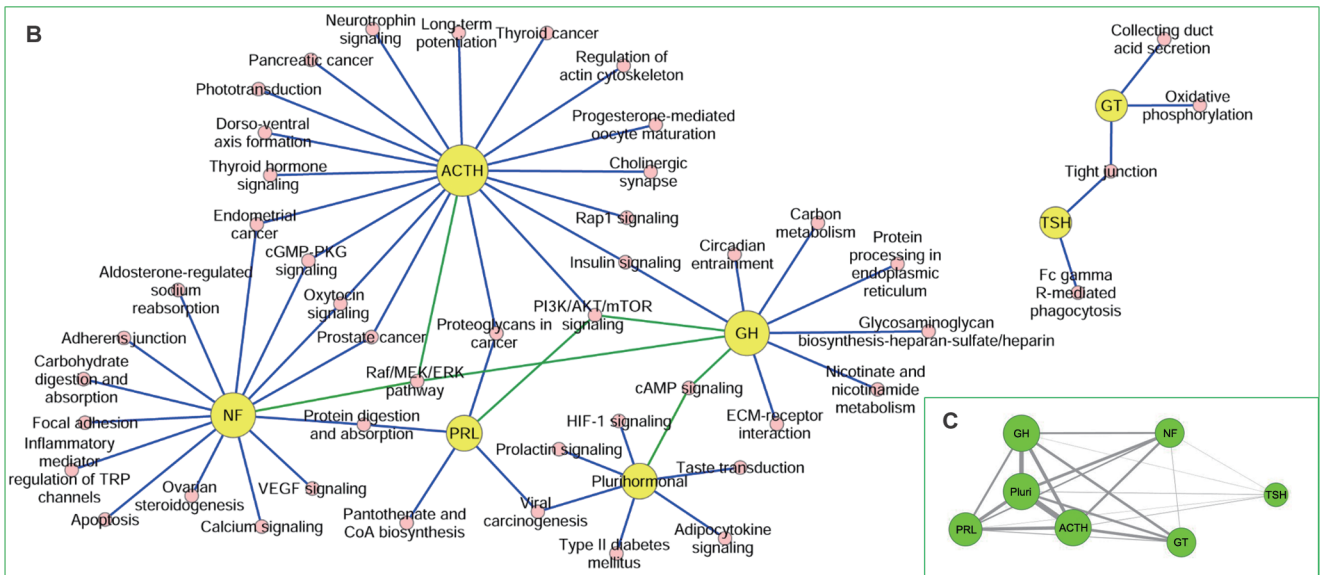 B
Neurotrophin
signaling
Long-term
potentiation
Thyroid cancer
Pancreatic cancer
Regulation of
actin cytoskeleton
Phototransduction
Dorso-ventral
axis formation
Progesterone-mediated
oocyte maturation
Thyroid hormone
signaling
ACTH
Cholinergic
synapse
Endometrial
cancer
Rap1 signaling
cGMP-PKG
signaling
Insulin signaling
Circadian
entrainment
Carbon
metabolism
Protein
processing in
endoplasmic
reticulum
Aldosterone-regulated
sodium
reabsorption
Oxytocin
signaling
PI3K/AKT/mTOR
signaling
Adherens junction
Prostate cancer
Proteoglycans in
cancer
GH
Glycosaminoglycan
biosynthesis-heparan-sulfate/heparin
Carbohydrate
digestion and
absorption
Raf/MEK/ERK
pathway
cAMP signaling
Nicotinate and
nicotinamide
metabolism
Focal adhesion
NF
Protein digestion
and absorption
PRL
HIF-1 signaling
ECM-receptor
interaction
Inflammatory
mediator
regulation of TRP
channels
Prolactin signaling
Taste transduction
Plurihormonal
Ovarian
steroidogenesis
VEGF signaling
Apoptosis
Calcium signaling
Pantothenate and
CoA biosynthesis
Viral
carcinogenesis
Type II diabetes
mellitus
Adipocytokine
signaling
Collecting duct
acid secretion
GT
Oxidative
phosphorylation
Tight junction
TSH
Fc gamma
R-mediated
phagocytosis
C
GH
NF
Pluri
TSH
PRL
ACTH
GT